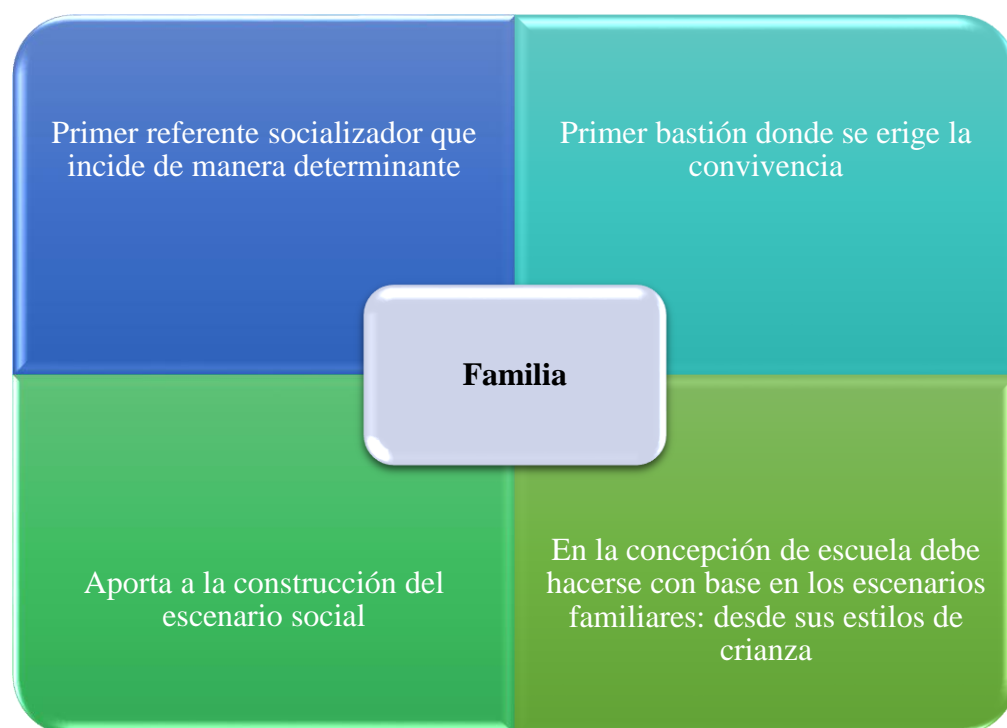 Primer referente socializador que
incide de manera determinante
Primer bastión donde se erige la
convivencia
Familia
Aporta a la construcción del
escenario social
En la concepción de escuela debe
hacerse con base en los escenarios
familiares: desde sus estilos de
crianza